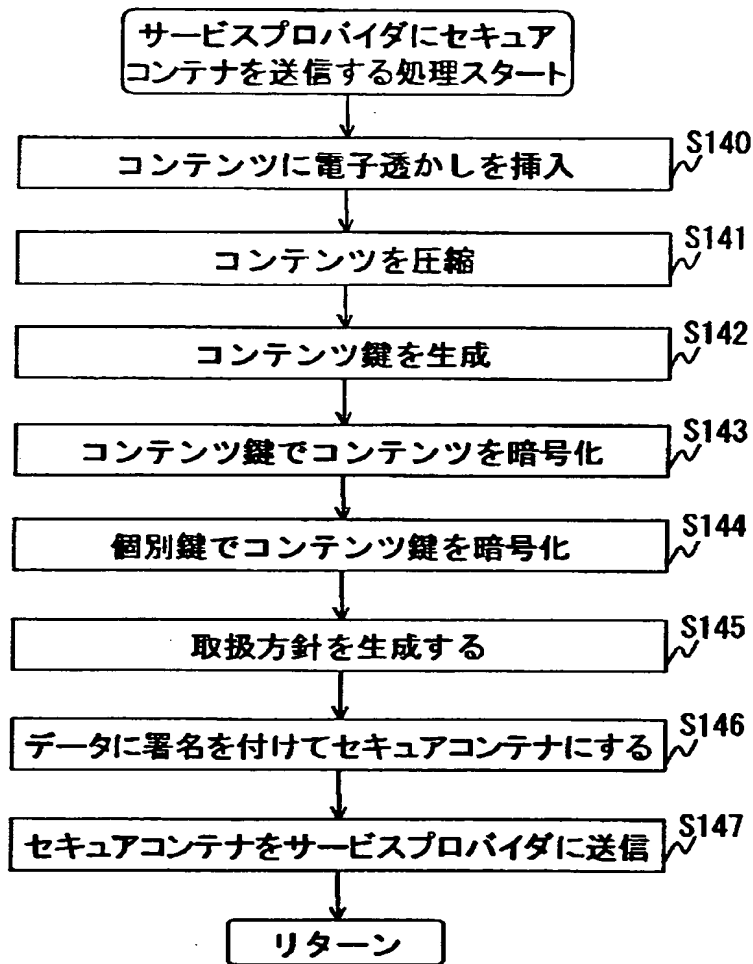 サービスプロバイダにセキュア
コンテナを送信する処理スタート
S140
コンテンツに電子透かしを挿入
S141
コンテンツを圧縮
S142
コンテンツ鍵を生成
S143
コンテンツ鍵でコンテンツを暗号化
S144
個別鍵でコンテンツ鍵を暗号化
S145
取扱方針を生成する
S146
データに署名を付けてセキュアコンテナにする
S147
セキュアコンテナをサービスプロバイダに送信
リターン